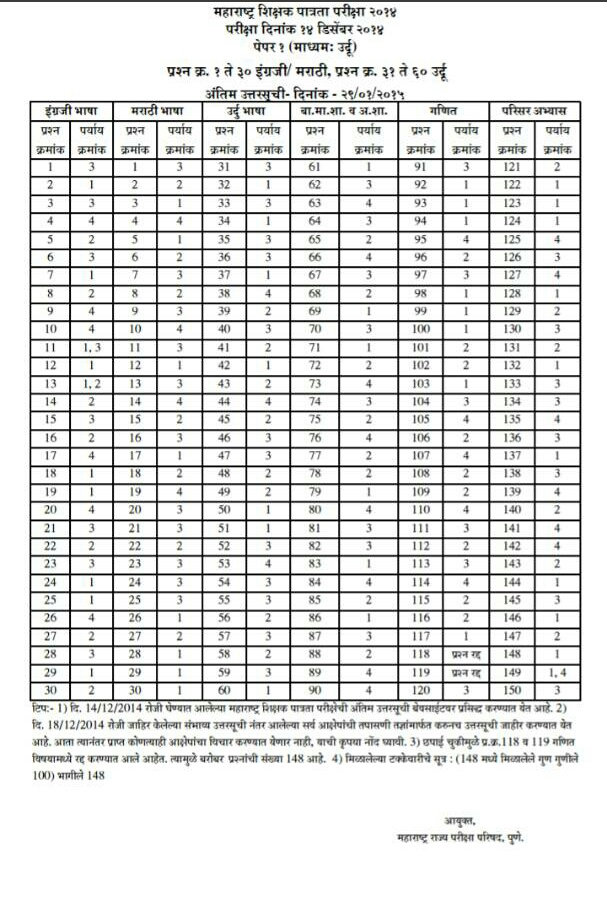 महाराष्ट्र शिक्षक पात्रता परीक्षा २०१४
परीक्षा दिनांक १४ डिसेंबर २०१४
पेपर १ (माध्यमः उर्दू)
प्रश्न क्र. १ ते ३० इंग्रजी/ मराठी, प्रश्न क्र. ३१ ते ६० उर्दू
अंतिम उत्तरसूची- दिनांक - २९/०१/२०१५
इंग्रजी भाषा मराठी भाषा उर्दु भाषा बा.मा.शा. व अ.शा. गणित परिसर अभ्यास
प्रश्न पर्याय प्रश्न पर्याय प्रश्न पर्याय प्रश्न पर्याय प्रश्न पर्याय प्रश्न पर्याय
क्रमांक क्रमांक क्रमांक क्रमांक क्रमांक क्रमांक क्रमांक क्रमांक क्रमांक क्रमांक क्रमांक क्रमांक
1 3 1 3 31 3 61 1 91 3 121 2
2 1 2 2 32 1 62 3 92 1 122 1
3 3 3 1 33 3 63 4 93 1 123 1
4 4 4 4 34 1 64 3 94 1 124 1
5 2 5 1 35 3 65 2 95 4 125 4
6 3 6 2 36 3 66 4 96 2 126 3
7 1 7 3 37 1 67 3 97 3 127 4
8 2 8 2 38 4 68 2 98 1 128 1
9 4 9 3 39 2 69 1 99 1 129 2
10 4 10 4 40 3 70 3 100 1 130 3
11 1, 3 11 3 41 2 71 1 101 2 131 2
12 1 12 1 42 1 72 2 102 2 132 1
13 1, 2 13 3 43 2 73 4 103 1 133 3
14 2 14 4 44 4 74 3 104 3 134 3
15 3 15 2 45 2 75 2 105 4 135 4
16 2 16 3 46 3 76 4 106 2 136 3
17 4 17 1 47 3 77 2 107 4 137 1
18 1 18 2 48 2 78 2 108 2 138 3
19 1 19 4 49 2 79 1 109 2 139 4
20 4 20 3 50 1 80 4 110 4 140 2
21 3 21 3 51 1 81 3 111 3 141 4
22 2 22 2 52 3 82 3 112 2 142 4
23 3 23 3 53 4 83 1 113 3 143 2
24 1 24 3 54 3 84 4 114 4 144 1
25 1 25 3 55 3 85 2 115 2 145 3
26 4 26 1 56 2 86 1 116 2 146 1
27 2 27 2 57 3 87 3 117 1 147 2
28 3 28 1 58 2 88 2 118 प्रश्न रद्द 148 1
29 1 29 1 59 3 89 4 119 प्रश्न रद्द 149 1, 4
30 2 30 1 60 1 90 4 120 3 150 3
टिपः- 1) दि. 14/12/2014 रोजी घेण्यात आलेल्या महाराष्ट्र शिक्षक पात्रता परीक्षेची अंतिम उत्तरसूची वेबसाईटवर प्रसिद्ध करण्यात येत आहे. 2)
दि. 18/12/2014 रोजी जाहिर केलेल्या संभाव्य उत्तरसूची नंतर आलेल्या सर्व आक्षेपांची तपासणी तज्ञांमार्फत करुनच उत्तरसूची जाहीर करण्यात येत
आहे. आता त्यानंतर प्राप्त कोणत्याही आक्षेपांचा विचार करण्यात येणार नाही, याची कृपया नोंद घ्यावी. 3) छपाई चुकीमुळे प्र.क्र.118 व 119 गणित
विषयामध्ये रद्द करण्यात आले आहेत. त्यामुळे बरोबर प्रश्नांची संख्या 148 आहे. 4) मिळालेल्या टक्केवारीचे सूत्र : (148 मध्ये मिळालेले गुण गुणीले
100) भागीले 148
आयुक्त,
महाराष्ट्र राज्य परीक्षा परिषद, पुणे.